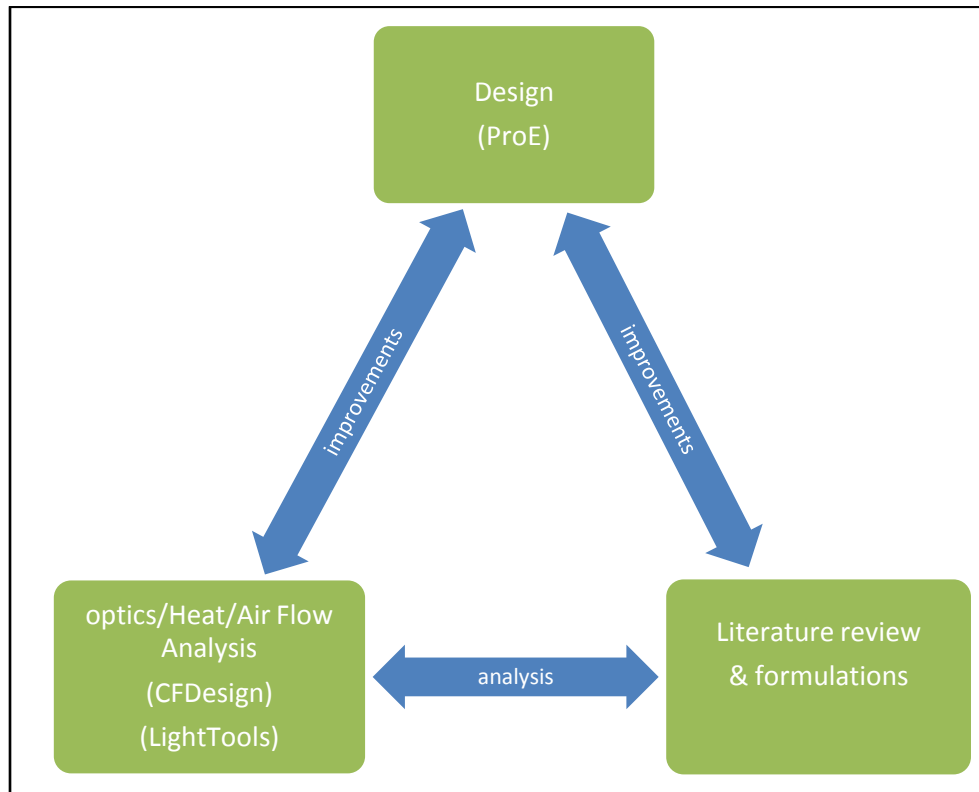 Design
(ProE)
improvements
improvements
optics/Heat/Air Flow
Analysis
(CFDesign)
(LightTools)
analysis
Literature review
& formulations